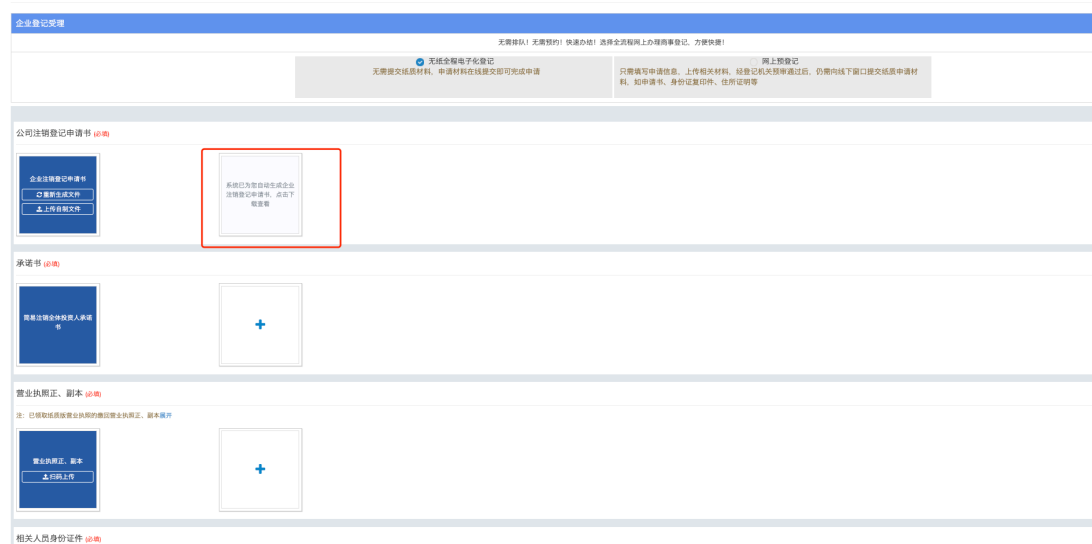 企业登记受理
无需排队！无需预约！快速办结！选择全流程网上办理商事登记，方便快捷！
无纸全程电子化登记
无需提交纸质材料，申请材料在线提交即可完成申请
网上预登记
只需填写申请信息，上传相关材料，经登记机关预审通过后，仍需向线下窗口提交纸质申请材
料，如申请书、身份证复印件、住所证明等
公司注销登记申请书 (必填)
企业注销登记申请书
重新生成文件
上传自制文件
系统已为您自动生成企业
注销登记申请书，点击下
载查看
承诺书 (必填)
简易注销全体投资人承诺
书
营业执照正、副本 (必填)
注：已领取纸质版营业执照的缴回营业执照正、副本展开
营业执照正、副本
扫码上传
相关人员身份证件 (必填)